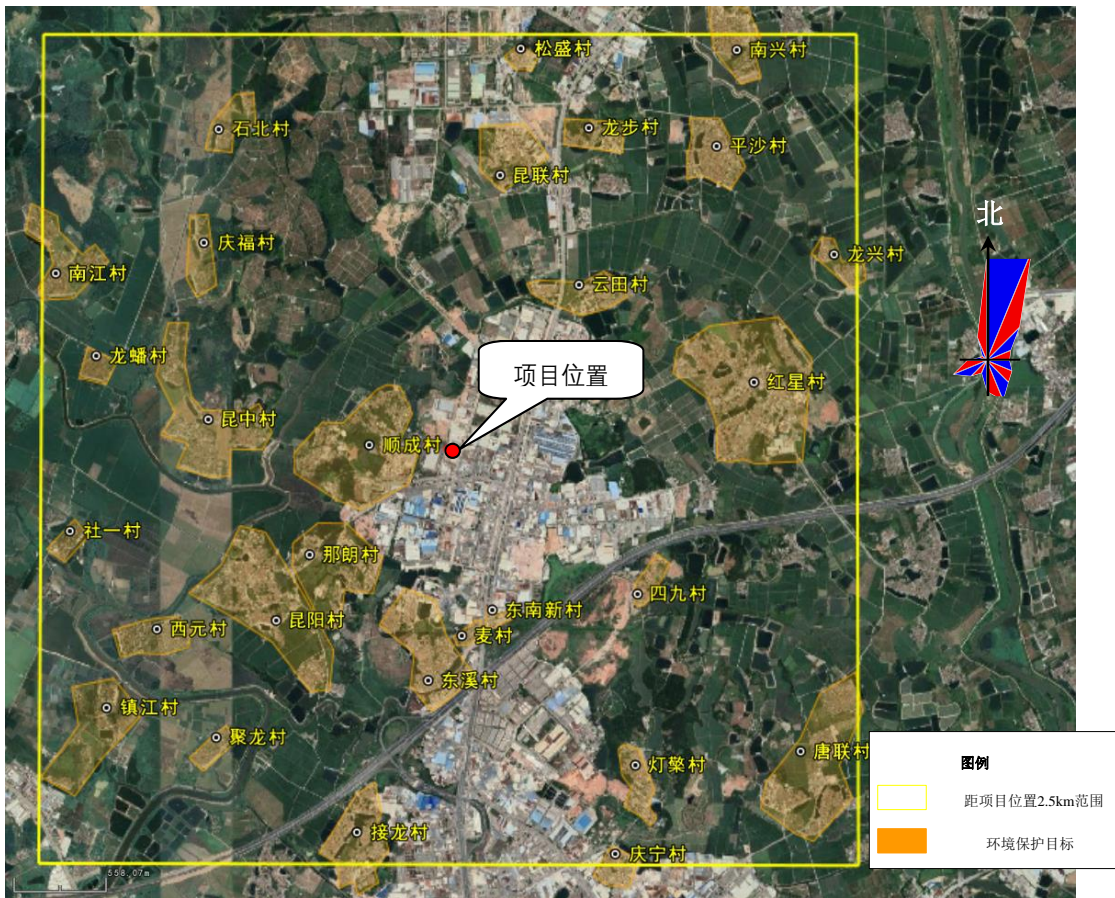 松盛村
南兴村
石北村
龙步村
平沙村
昆联村
北
庆福村
龙兴村
南江村
云田村
龙蟠村
项目位置
红星村
昆中村
顺成村
社一村
那朗村
四九村
东南新村
昆阳村
西元村
麦村
东溪村
镇江村
聚龙村
唐联村
灯檠村
图例
距项目位置2.5km范围
接龙村
环境保护目标
庆宁村
558.07m